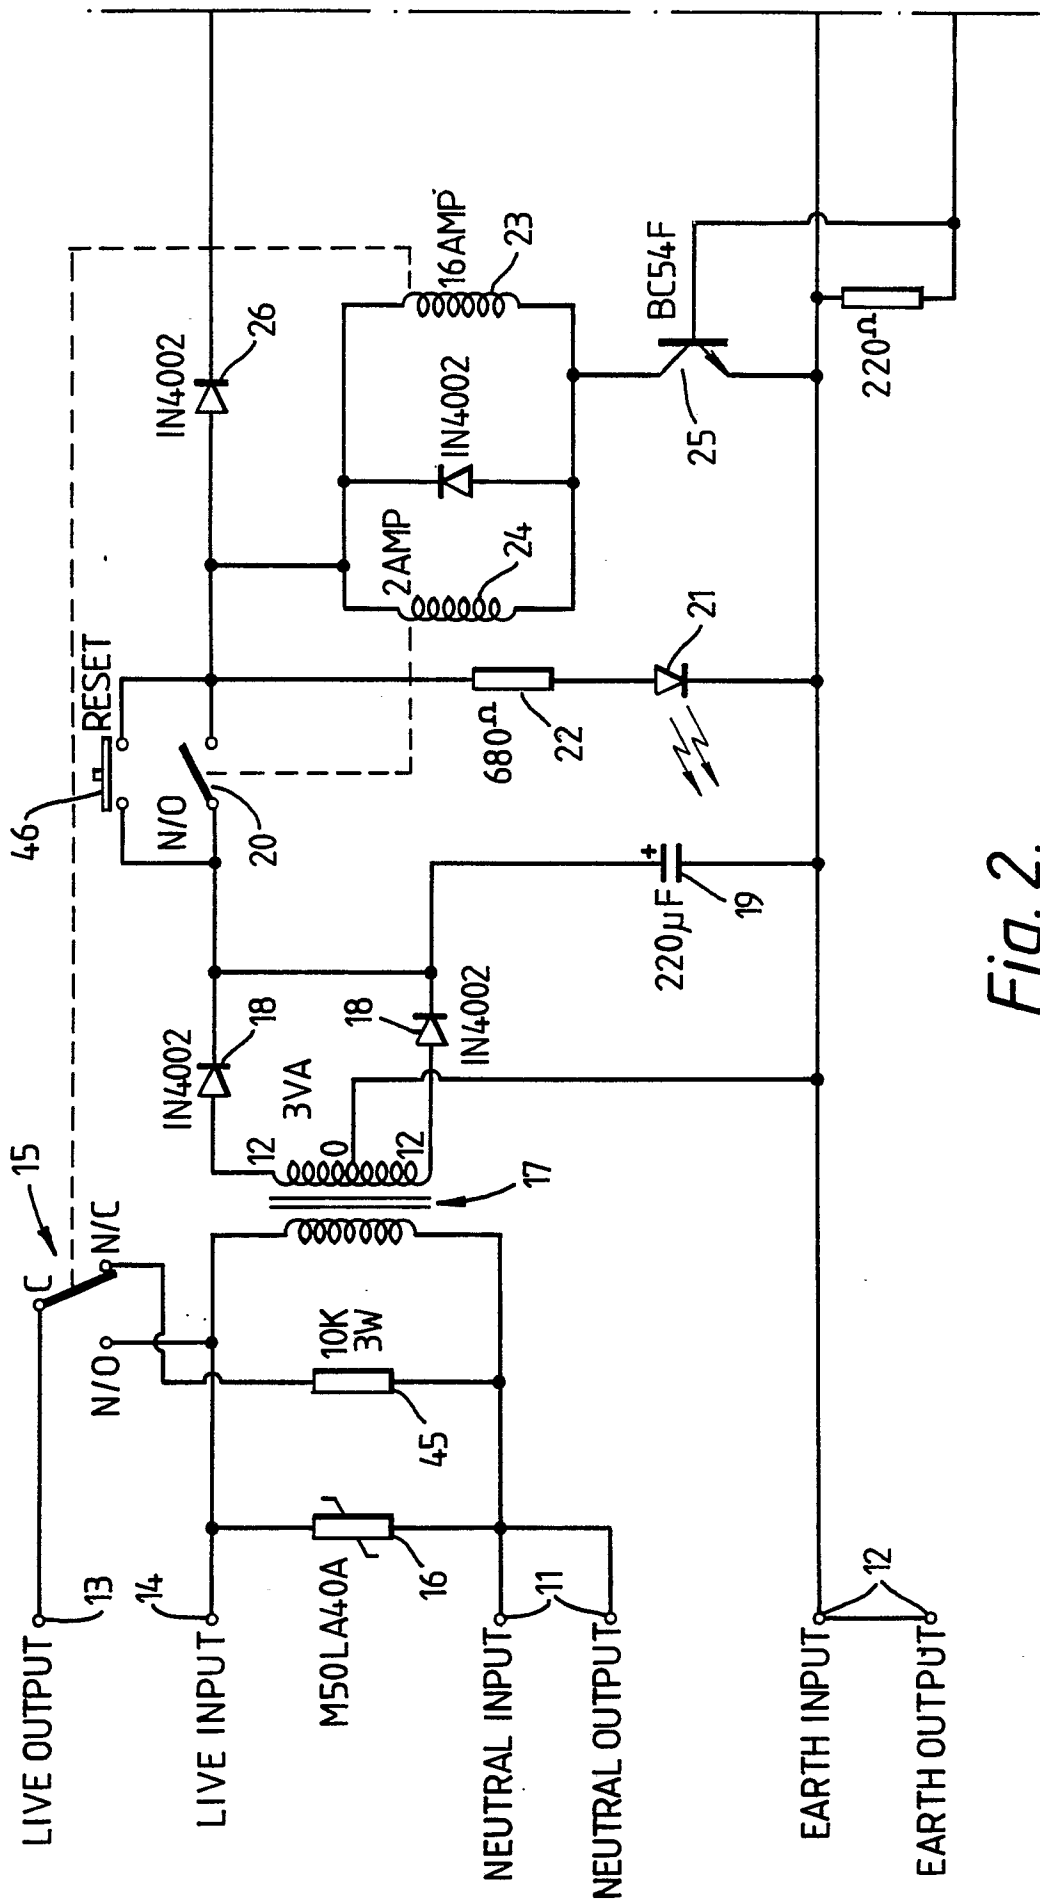 LIVE OUTPUT
13
LIVE INPUT
14
NEUTRAL INPUT
11
NEUTRAL OUTPUT
EARTH INPUT
12
EARTH OUTPUT
M50LA40A
16
N/O
C
15
N/C
10K
3W
45
17
12
0
12
3VA
IN4002
18
18
IN4002
220µF
+
19
46
RESET
N/O
20
680Ω
22
21
2AMP
24
IN4002
16AMP
23
IN4002
26
BC54F
25
220Ω
Fig. 2.